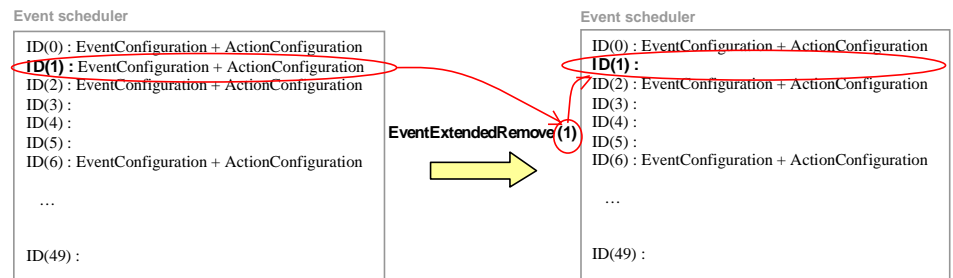 Event scheduler
ID(0) : EventConfiguration + ActionConfiguration
ID(1) : EventConfiguration + ActionConfiguration
ID(2) : EventConfiguration + ActionConfiguration
ID(3) :
ID(4) :
ID(5) :
ID(6) : EventConfiguration + ActionConfiguration
…
ID(49) :
EventExtendedRemove (1)
Event scheduler
ID(0) : EventConfiguration + ActionConfiguration
ID(1) :
ID(2) : EventConfiguration + ActionConfiguration
ID(3) :
ID(4) :
ID(5) :
ID(6) : EventConfiguration + ActionConfiguration
…
ID(49) :